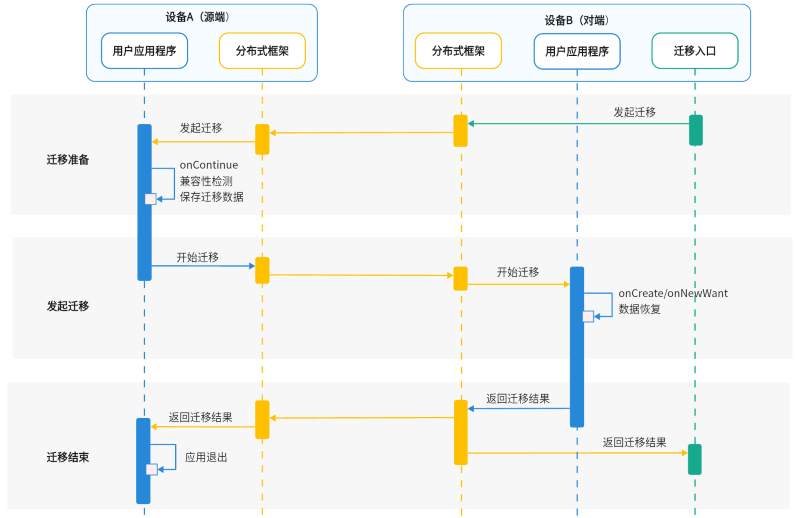 设备A（源端）
设备B（对端）
用户应用程序
分布式框架
分布式框架
用户应用程序
迁移入口
迁移准备
发起迁移
发起迁移
onContinue
兼容性检测
保存迁移数据
发起迁移
开始迁移
开始迁移
onCreate/onNewWant
数据恢复
迁移结束
返回迁移结果
返回迁移结果
返回迁移结果
应用退出